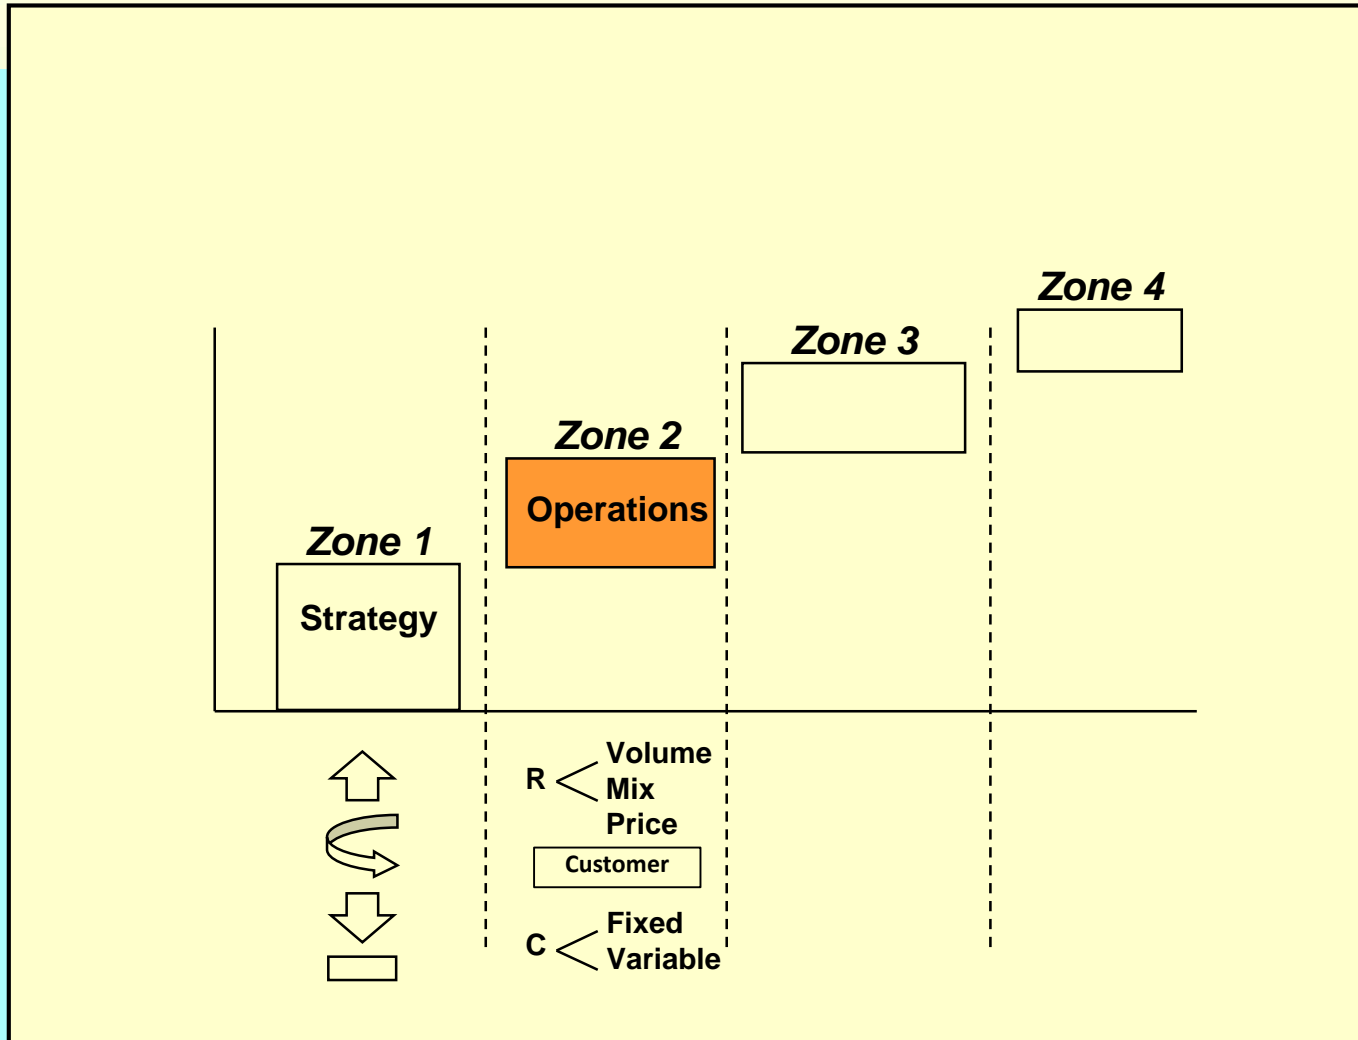 Zone 4
Zone 3
Zone 2
Operations
Zone 1
Strategy
R
Volume
Mix
Price
Customer
C
Fixed
Variable